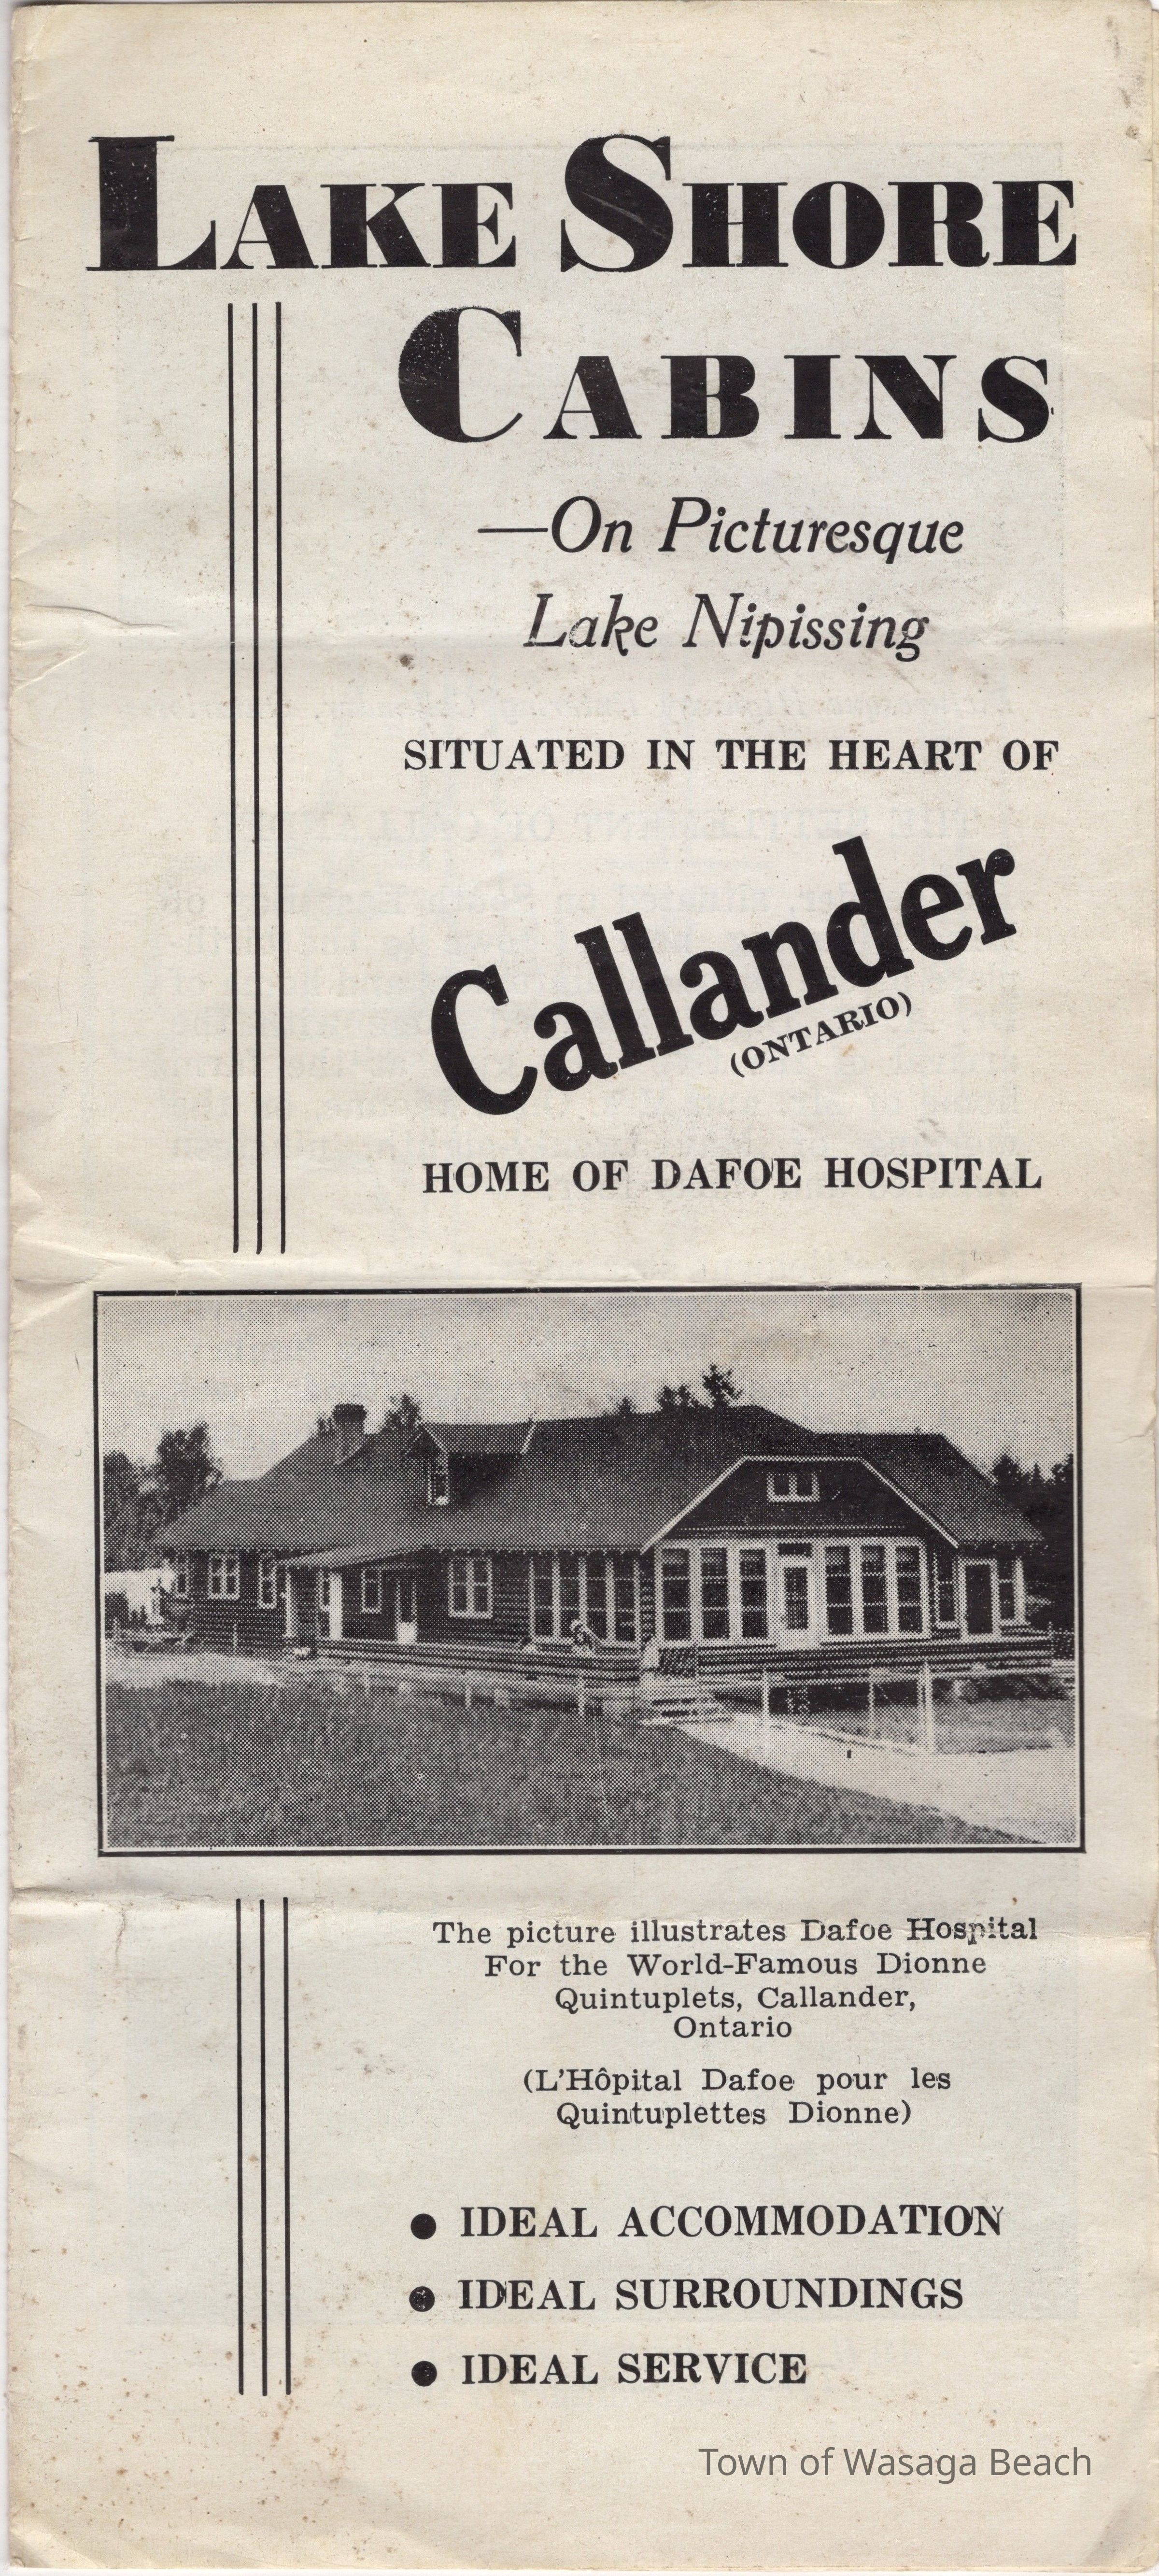 LAKE SHORE
CABINS
—On Picturesque
Lake Nipissing
SITUATED IN THE HEART OF
Callander
(ONTARIO)
HOME OF DAFOE HOSPITAL
The picture illustrates Dafoe Hospital
For the World-Famous Dionne
Quintuplets, Callander,
Ontario
(L'Hôpital Dafoe pour les
Quintuplettes Dionne)
● IDEAL ACCOMMODATION
● IDEAL SURROUNDINGS
● IDEAL SERVICE
Town of Wasaga Beach